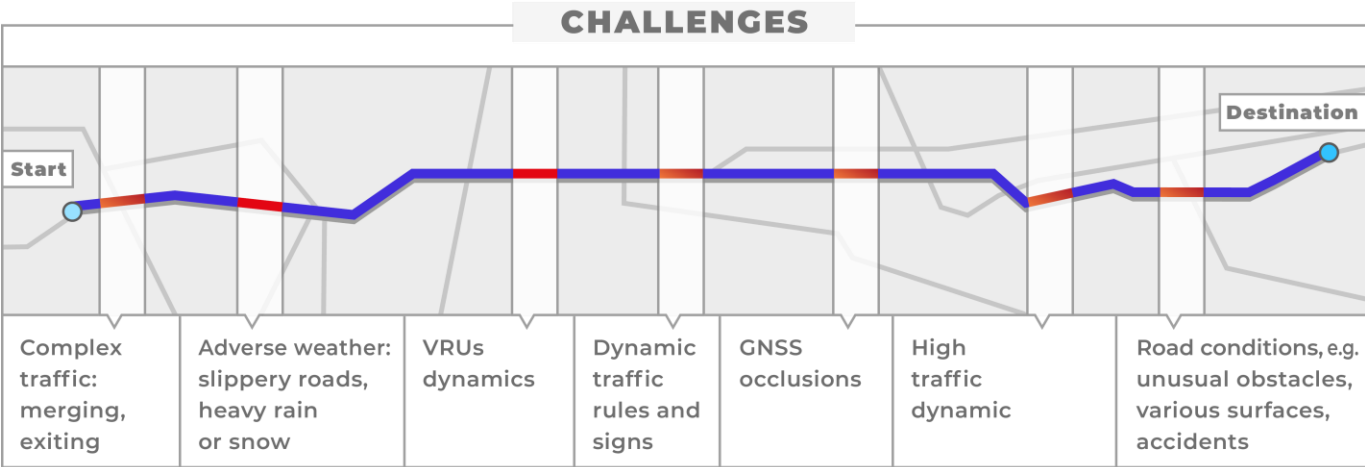 CHALLENGES
Start
Destination
Complex
traffic:
merging,
exiting
Adverse weather:
slippery roads,
heavy rain
or snow
VRUs
dynamics
Dynamic
traffic
rules and
signs
GNSS
occlusions
High
traffic
dynamic
Road conditions, e.g.
unusual obstacles,
various surfaces,
accidents